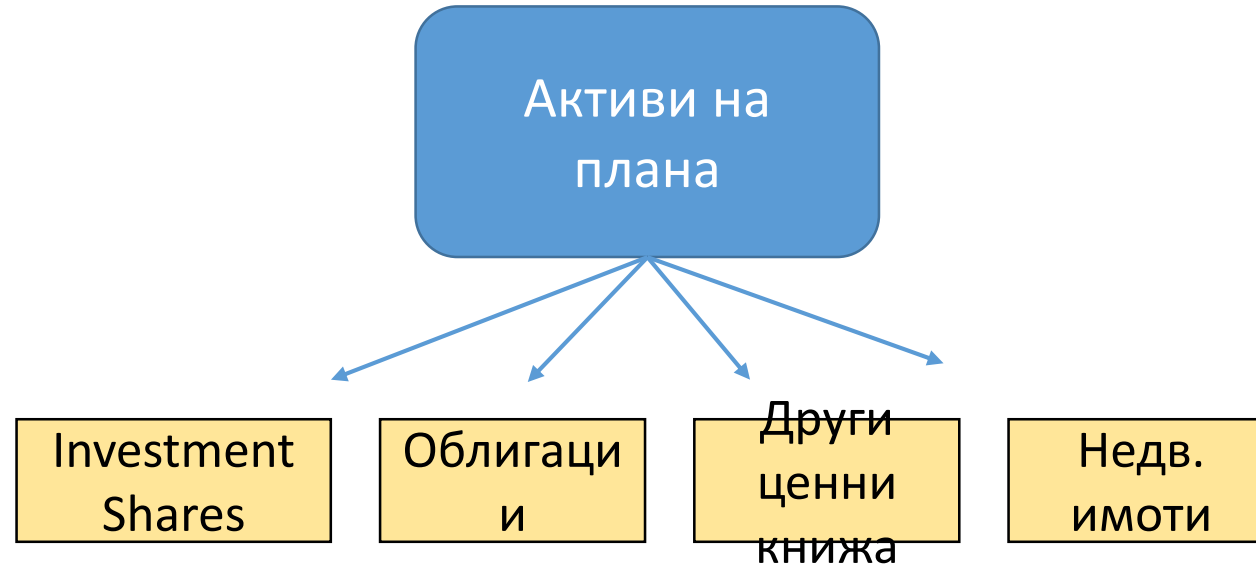 Активи на
плана
Investment
Shares
Облигаци
и
Други
ценни
книжа
Недв.
имоти